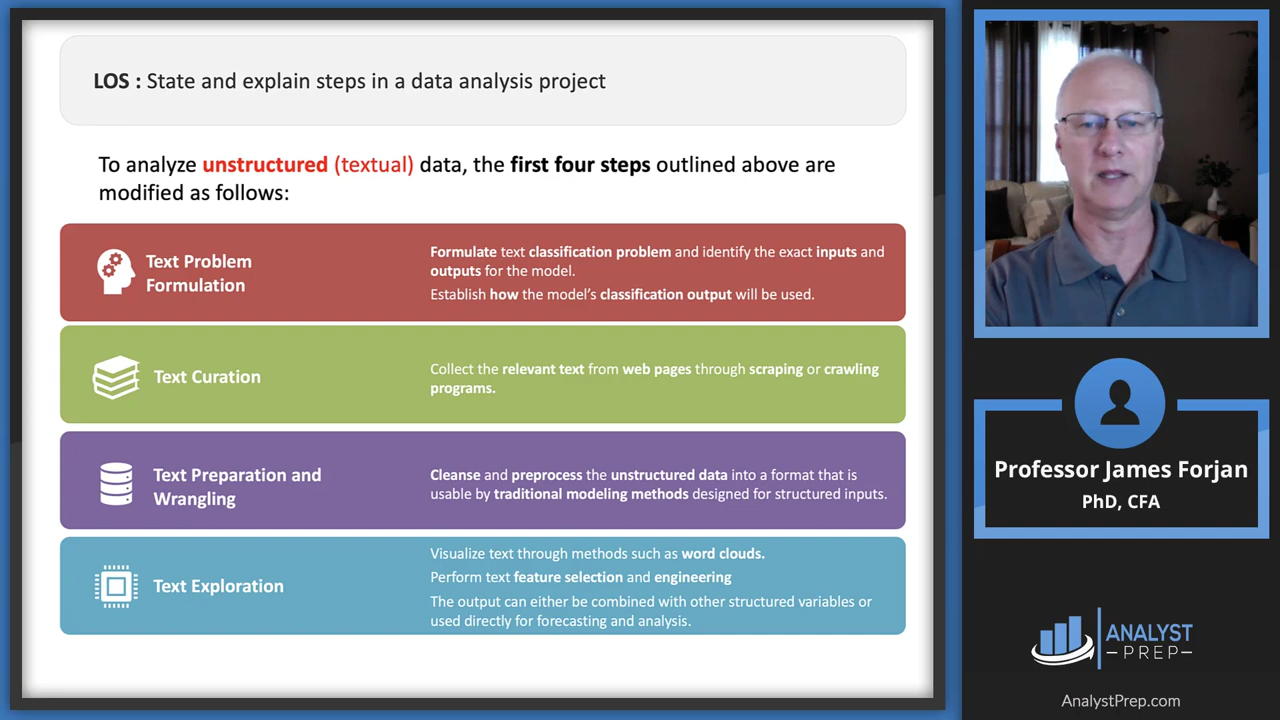 LOS : State and explain steps in a data analysis project
To analyze unstructured (textual) data, the first four steps outlined above are
modified as follows:
Text Problem
Formulation
Formulate text classification problem and identify the exact inputs and
outputs for the model.
Establish how the model's classification output will be used.
Text Curation
Collect the relevant text from web pages through scraping or crawling
programs.
Text Preparation and
Wrangling
Cleanse and preprocess the unstructured data into a format that is
usable by traditional modeling methods designed for structured inputs.
Text Exploration
Visualize text through methods such as word clouds.
Perform text feature selection and engineering
The output can either be combined with other structured variables or
used directly for forecasting and analysis.
Professor James Forjan
PhD, CFA
ANALYST
PREP
AnalystPrep.com